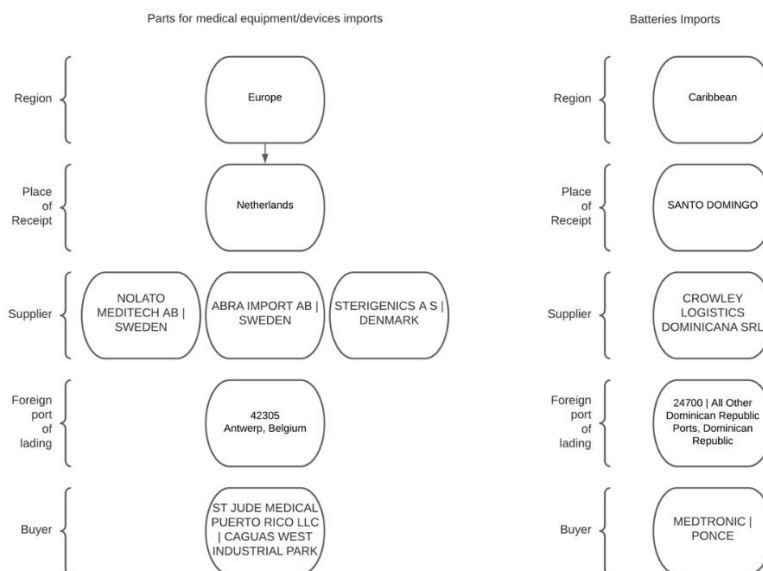 Parts for medical equipment/devices imports
Batteries Imports
Region
Europe
Region
Caribbean
Place
of
Receipt
Netherlands
Place
of
Receipt
SANTO DOMINGO
Supplier
NOLATO
MEDITECH AB |
SWEDEN
ABRA IMPORT AB |
SWEDEN
STERIGENICS A S |
DENMARK
Supplier
CROWLEY
LOGISTICS
DOMINICANA SRL
Foreign
port
of
lading
42305
Antwerp, Belgium
Foreign
port
of
lading
24700 | All Other
Dominican Republic
Ports, Dominican
Republic
Buyer
ST JUDE MEDICAL
PUERTO RICO LLC
| CAGUAS WEST
INDUSTRIAL PARK
Buyer
MEDTRONIC |
PONCE